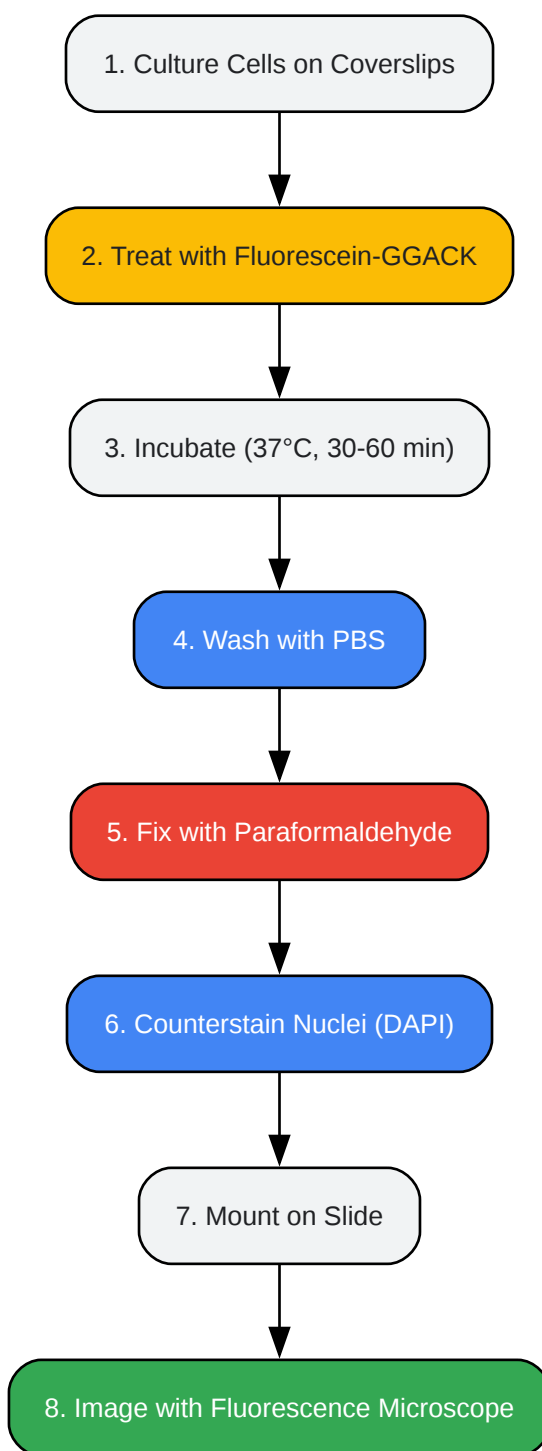 1. Culture Cells on Coverslips
2. Treat with Fluorescein-GGACK
3. Incubate (37°C, 30-60 min)
4. Wash with PBS
5. Fix with Paraformaldehyde
6. Counterstain Nuclei (DAPI)
7. Mount on Slide
8. Image with Fluorescence Microscope